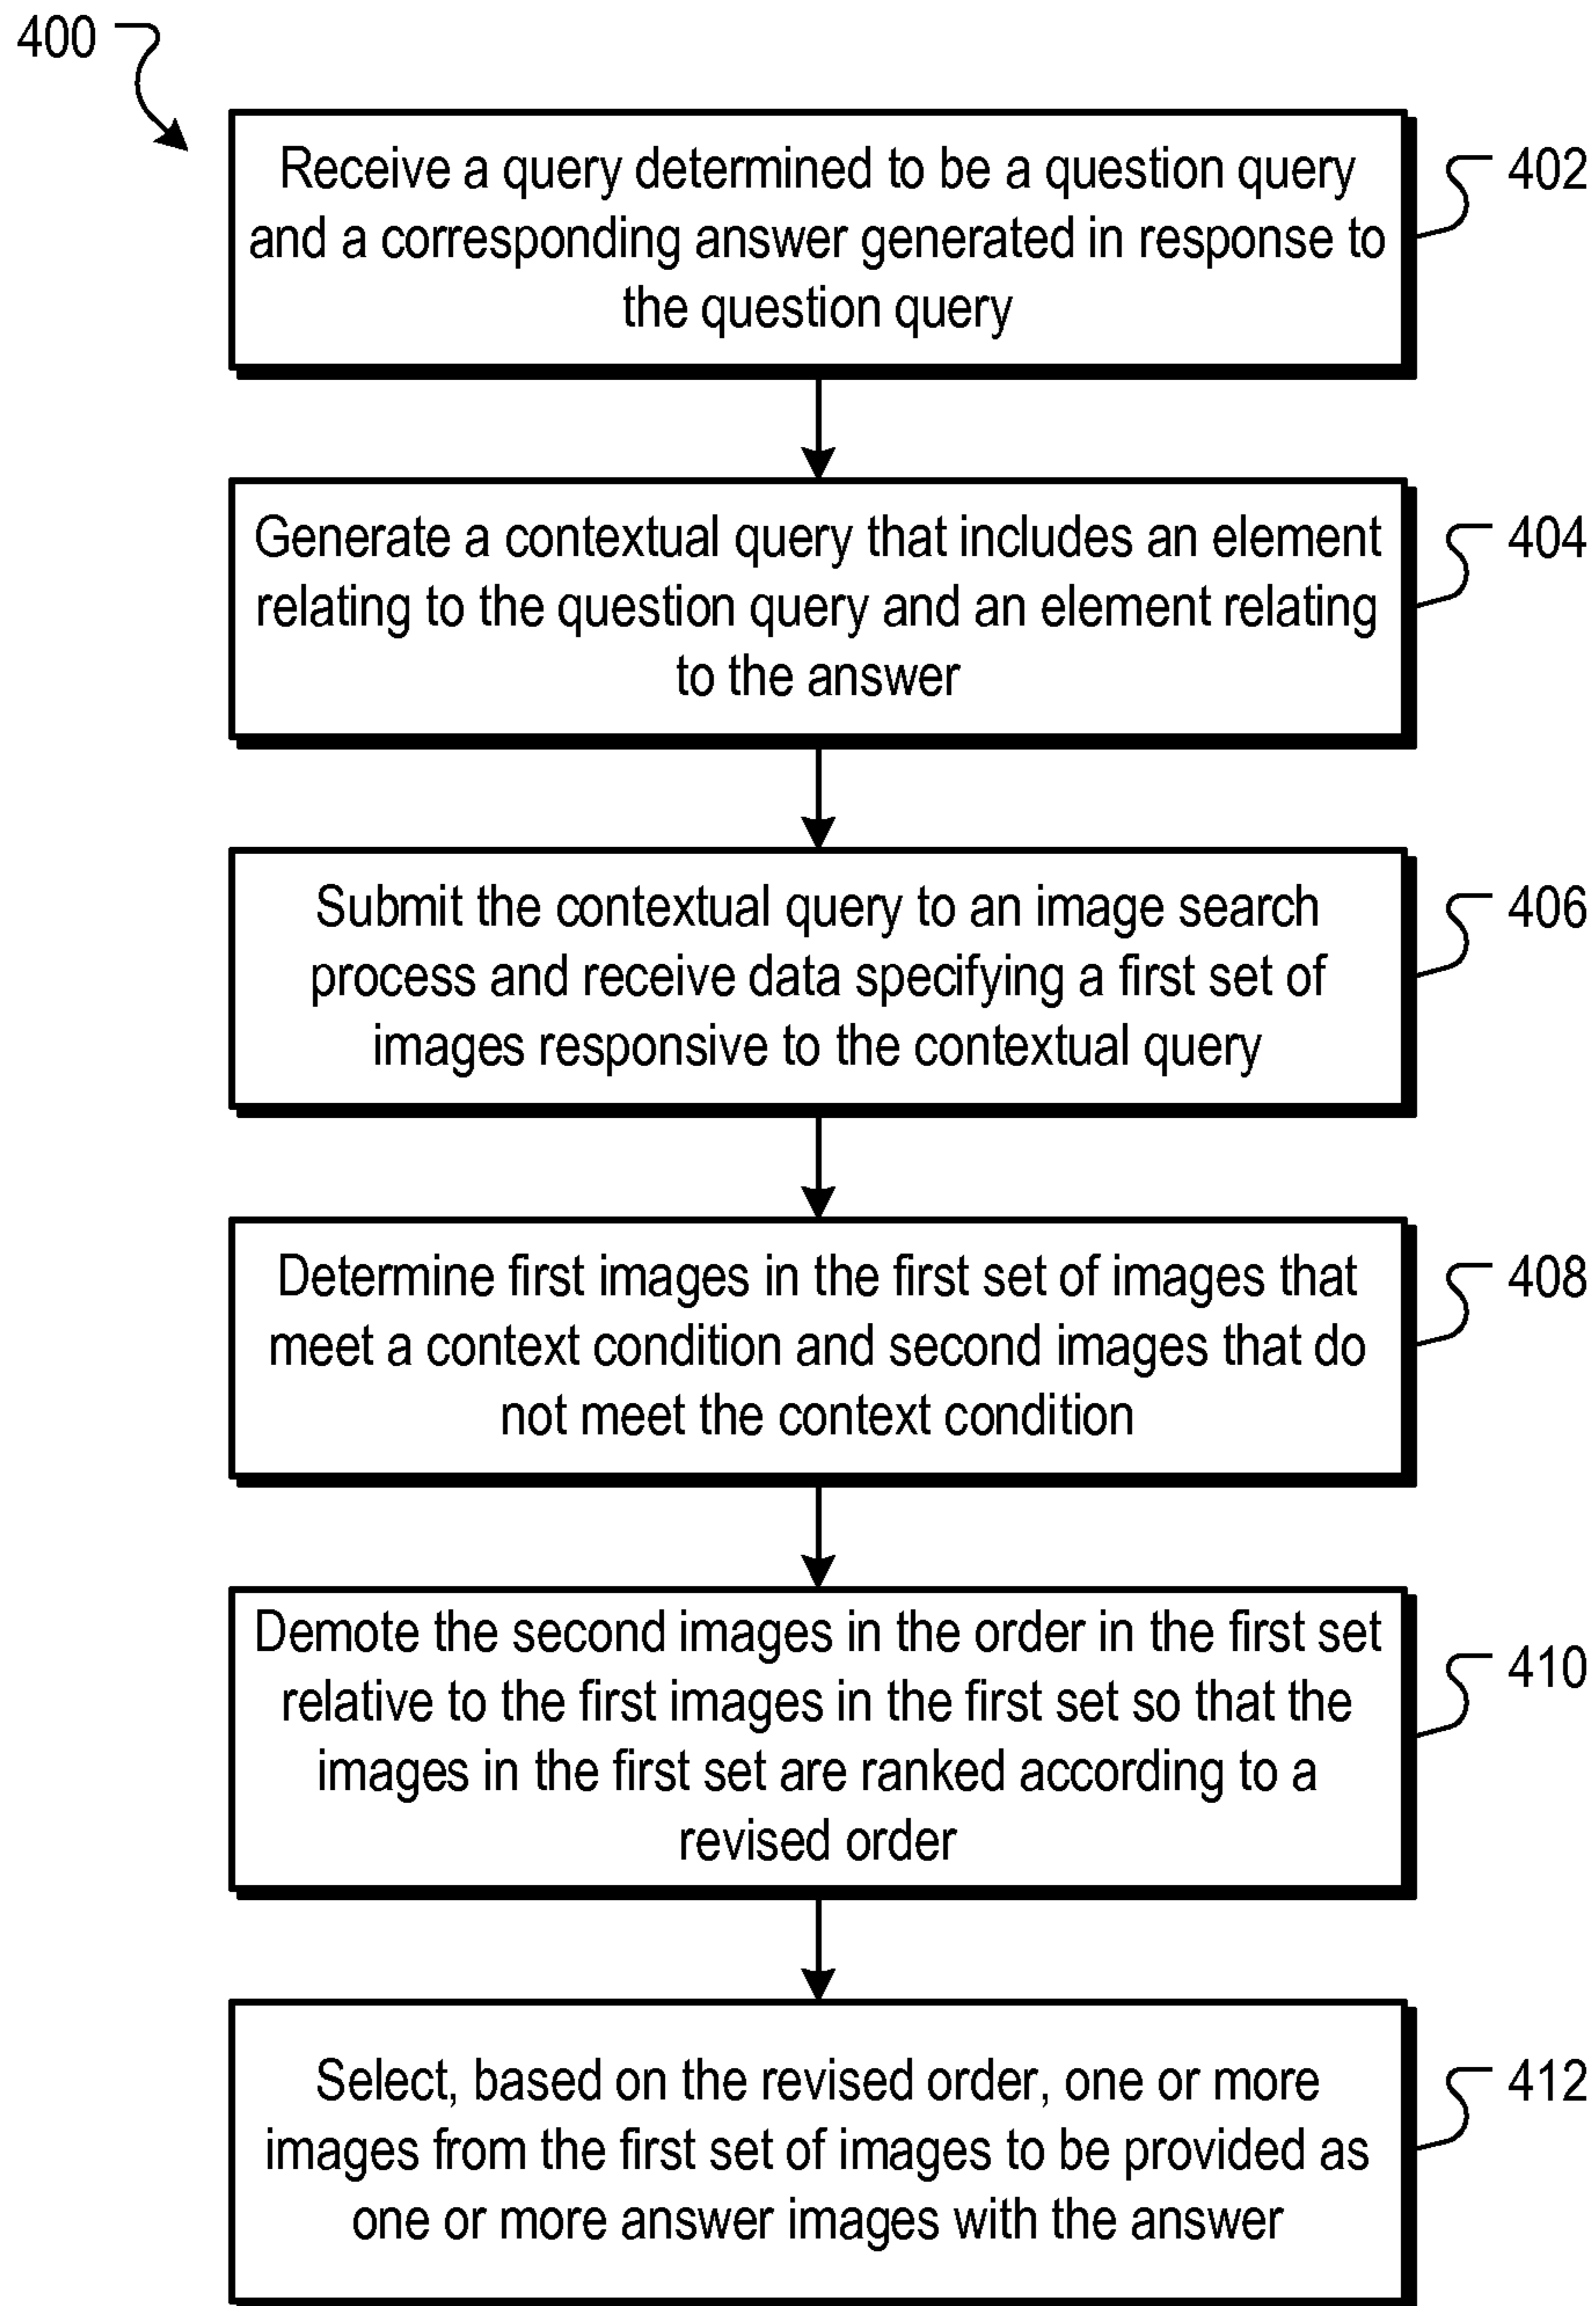 400
Receive a query determined to be a question query
and a corresponding answer generated in response to
the question query
402
Generate a contextual query that includes an element
relating to the question query and an element relating
to the answer
404
Submit the contextual query to an image search
process and receive data specifying a first set of
images responsive to the contextual query
406
Determine first images in the first set of images that
meet a context condition and second images that do
not meet the context condition
408
Demote the second images in the order in the first set
relative to the first images in the first set so that the
images in the first set are ranked according to a
revised order
410
Select, based on the revised order, one or more
images from the first set of images to be provided as
one or more answer images with the answer
412